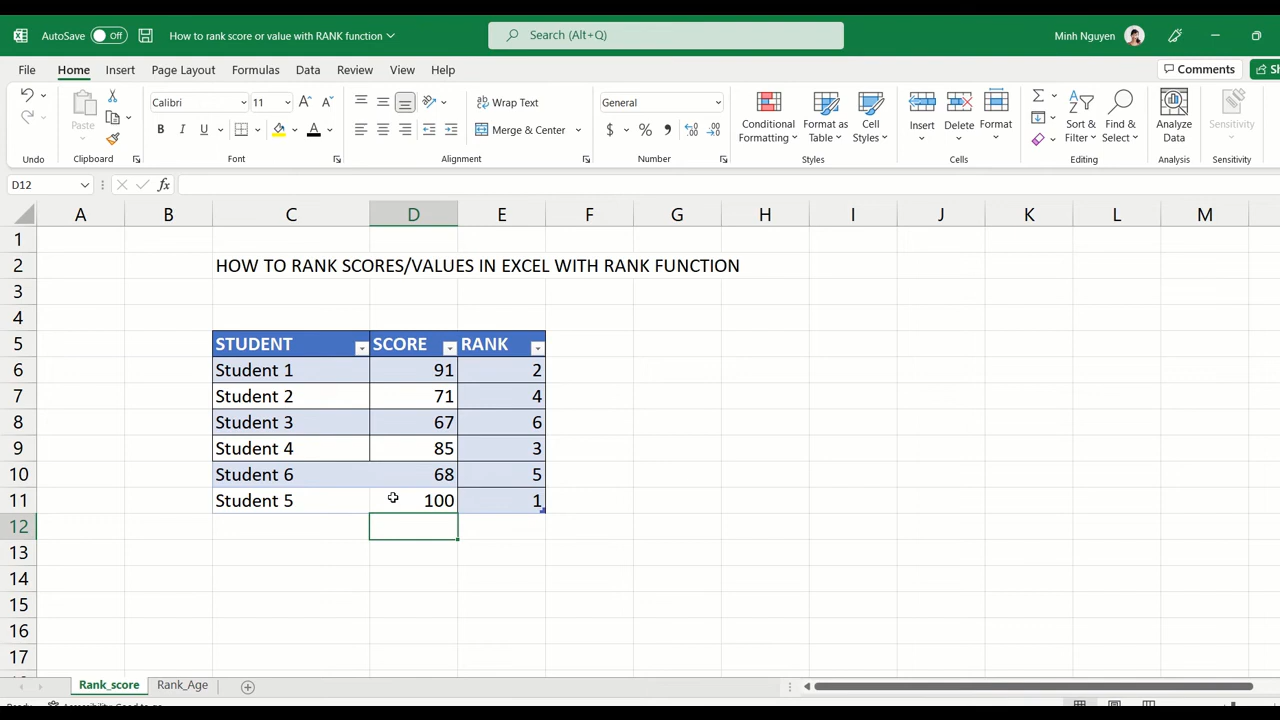 AutoSave Off How to rank score or value with RANK function Search (Alt+Q) Minh Nguyen
File Home Insert Page Layout Formulas Data Review View Help Comments Sh
Paste Calibri 11 A A Wrap Text General Conditional Formatting Format as Table Cell Styles Insert Delete Format Sort & Filter Find & Select Analyze Data Sensitivity
B I U A Merge & Center $ % ,
Undo Clipboard Font Alignment Number Styles Cells Editing Analysis Sensitivity
D12 fx
A B C D E F G H I J K L M
1
2 HOW TO RANK SCORES/VALUES IN EXCEL WITH RANK FUNCTION
3
4
5 STUDENT SCORE RANK
6 Student 1 91 2
7 Student 2 71 4
8 Student 3 67 6
9 Student 4 85 3
10 Student 6 68 5
11 Student 5 100 1
12
13
14
15
16
17
Rank_score Rank_Age